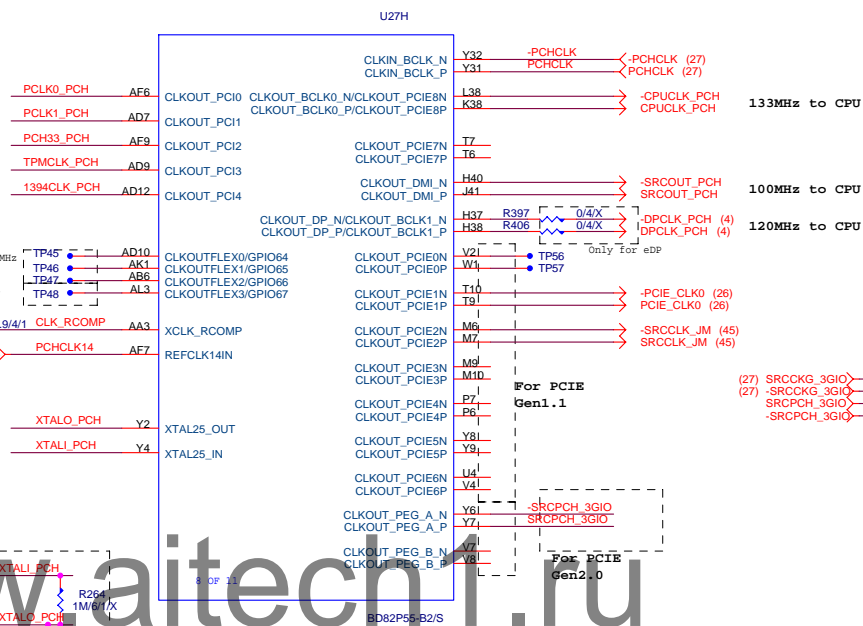 U27H
CLKIN_BCLK_N Y32 -PCHCLK -PCHCLK (27)
CLKIN_BCLK_P Y31 PCHCLK PCHCLK (27)
PCLK0_PCH AF6 CLKOUT_PCI0 CLKOUT_BCLK0_N/CLKOUT_PCIE8N L38 -CPUCLK_PCH
CLKOUT_BCLK0_P/CLKOUT_PCIE8P K38 CPUCLK_PCH 133MHz to CPU
PCLK1_PCH AD7 CLKOUT_PCI1
PCH33_PCH AF9 CLKOUT_PCI2 CLKOUT_PCIE7N T7
CLKOUT_PCIE7P T6
TPMCLK_PCH AD9 CLKOUT_PCI3
CLKOUT_DMI_N H40 -SRCOUT_PCH
1394CLK_PCH AD12 CLKOUT_PCI4 CLKOUT_DMI_P J41 SRCOUT_PCH 100MHz to CPU
CLKOUT_DP_N/CLKOUT_BCLK1_N H37 R397 0/4/X -DPCLK_PCH (4)
CLKOUT_DP_P/CLKOUT_BCLK1_P H38 R406 0/4/X DPCLK_PCH (4) 120MHz to CPU
Only for eDP
MHz TP45 AD10 CLKOUTFLEX0/GPIO64 CLKOUT_PCIE0N V2 TP56
TP46 AK1 CLKOUTFLEX1/GPIO65 CLKOUT_PCIE0P W1 TP57
TP47 AB6 CLKOUTFLEX2/GPIO66
TP48 AL3 CLKOUTFLEX3/GPIO67 CLKOUT_PCIE1N T10 -PCIE_CLK0 (26)
CLKOUT_PCIE1P T9 PCIE_CLK0 (26)
.9/4/1 CLK_RCOMP AA3 XCLK_RCOMP CLKOUT_PCIE2N M6 -SRCCLK_JM (45)
CLKOUT_PCIE2P M7 SRCCLK_JM (45)
PCHCLK14 AF7 REFCLK14IN
CLKOUT_PCIE3N M9
CLKOUT_PCIE3P M10
For PCIE
Gen1.1
(27) SRCCKG_3GIO
(27) -SRCCKG_3GIO
SRCPCH_3GIO
-SRCPCH_3GIO
CLKOUT_PCIE4N P7
CLKOUT_PCIE4P P6
XTALO_PCH Y2 XTAL25_OUT
CLKOUT_PCIE5N Y8
XTALI_PCH Y4 XTAL25_IN CLKOUT_PCIE5P Y9
CLKOUT_PCIE6N U4
CLKOUT_PCIE6P V4
CLKOUT_PEG_A_N Y6 -SRCPCH_3GIO
CLKOUT_PEG_A_P Y7 SRCPCH_3GIO
CLKOUT_PEG_B_N V7
CLKOUT_PEG_B_P V8
For PCIE
Gen2.0
XTALI_PCH
8 OF 11
R264
1M/6/1/X
XTALO_PCH
BD82P55-B2/S
w.aitech1.ru